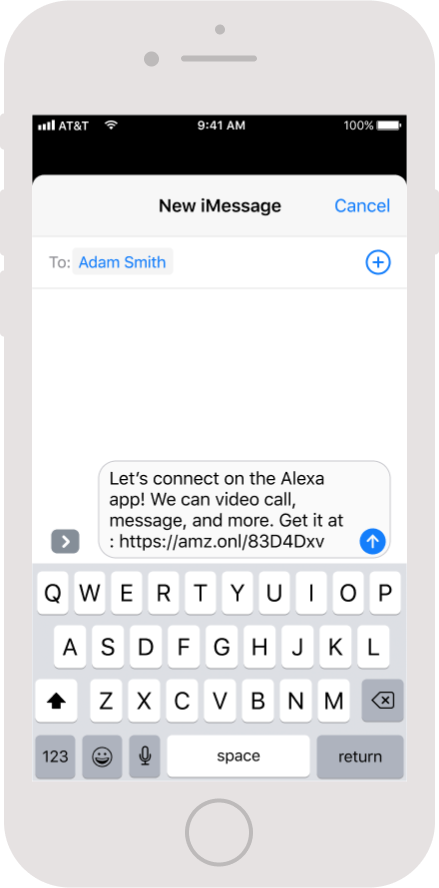 AT&T 9:41 AM 100%
New iMessage Cancel
To: Adam Smith
Let's connect on the Alexa
app! We can video call,
message, and more. Get it at
: https://amz.onl/83D4Dxv
Q W E R T Y U I O P
A S D F G H J K L
Z X C V B N M
123 space return